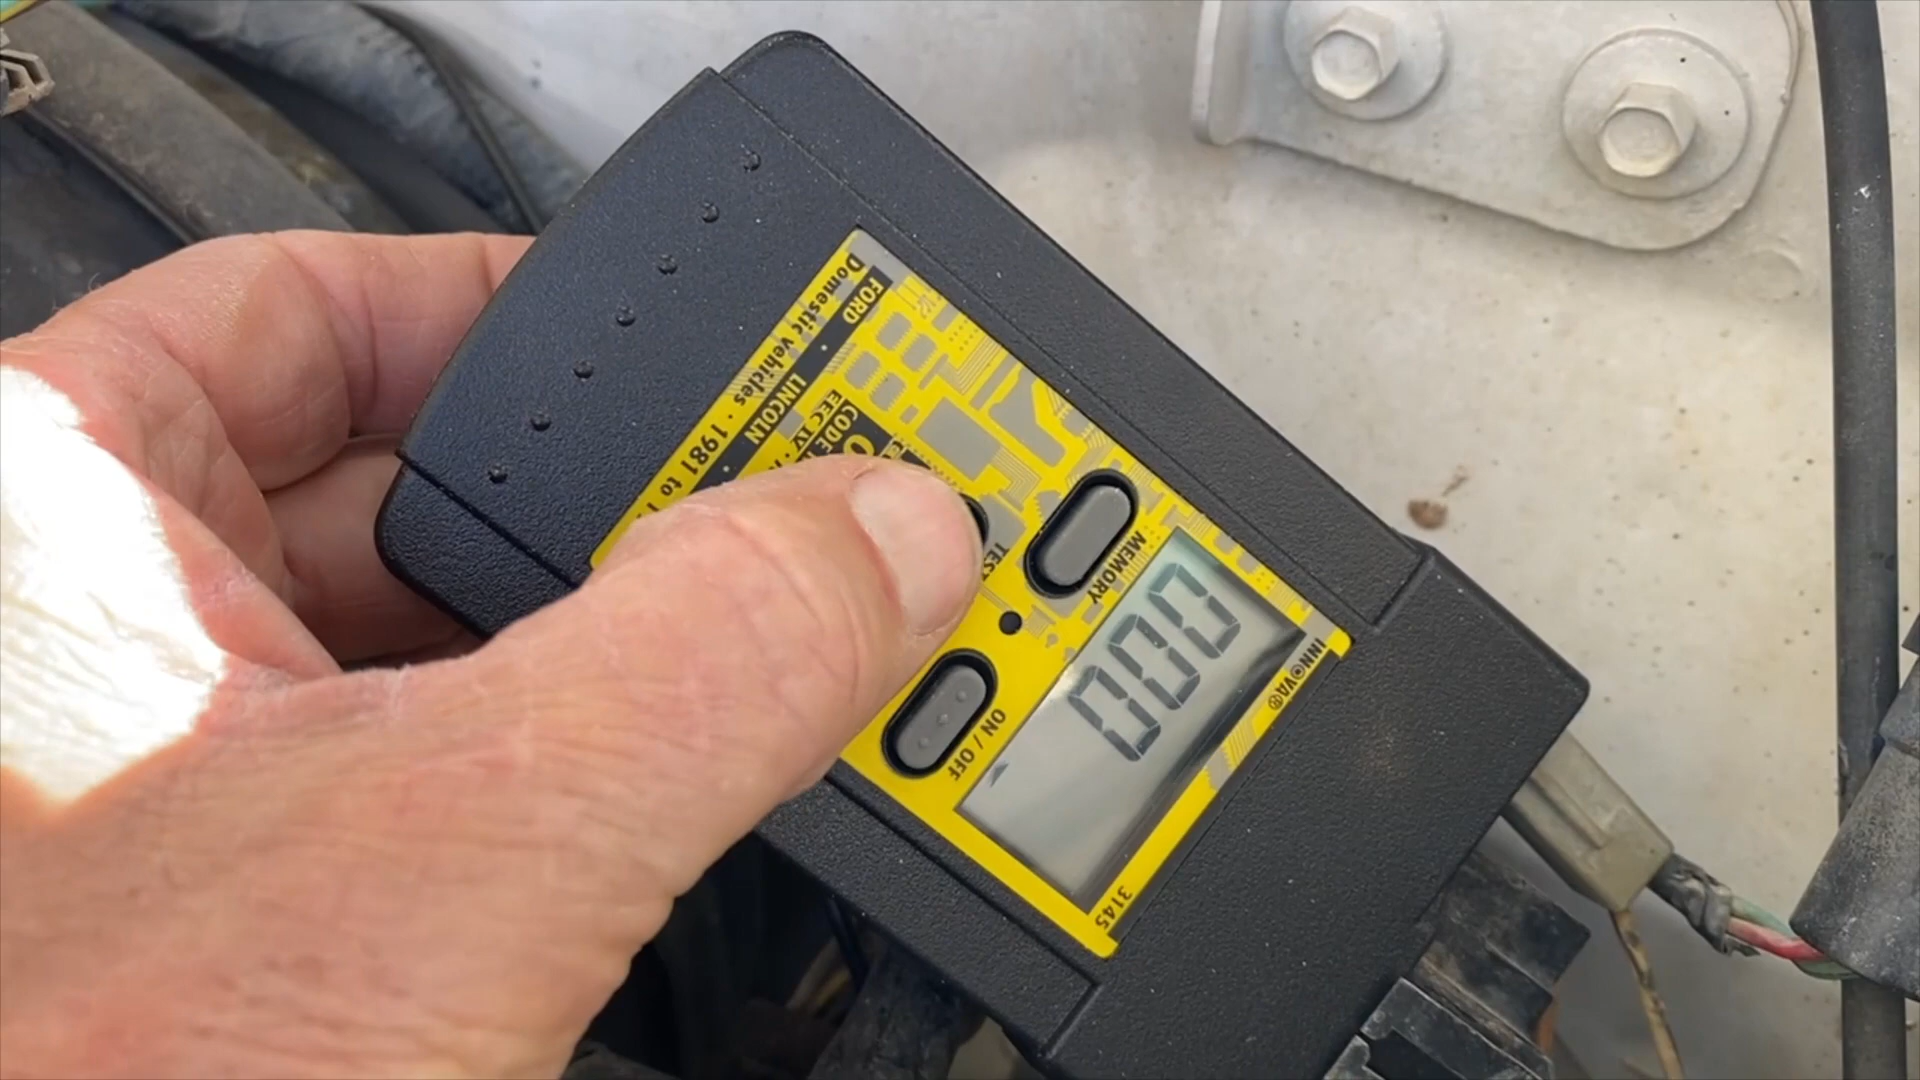 INNOVA® 3145
000
MEMORY
TEST
ON / OFF
CODE
EEC IV
FORD LINCOLN
Domestic vehicles · 1981 to